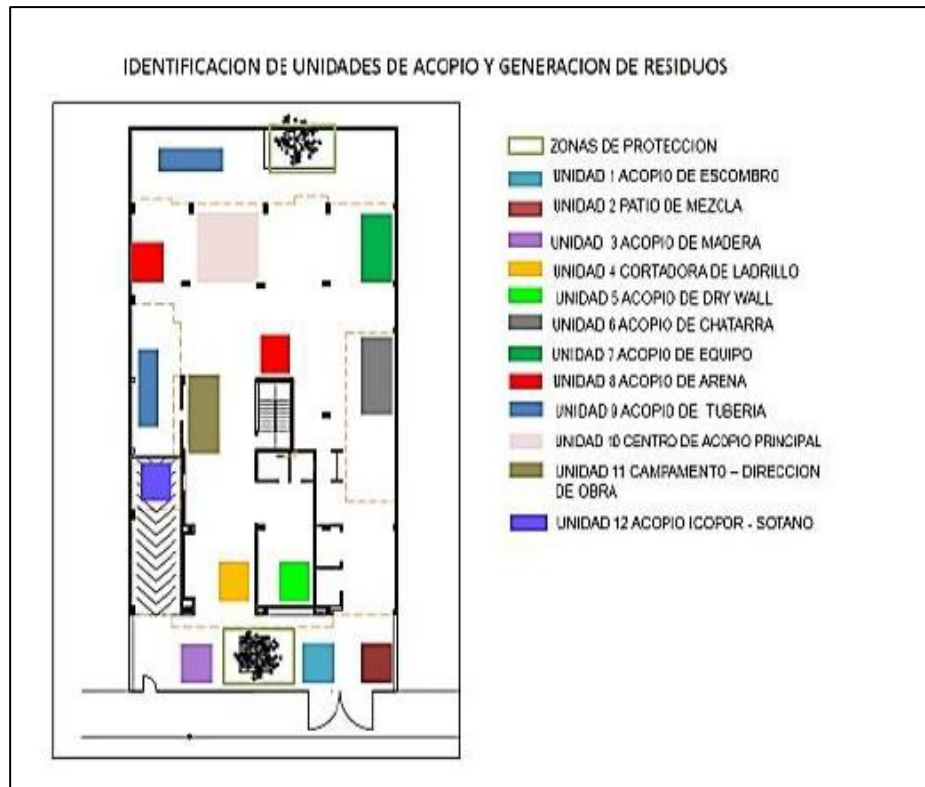 IDENTIFICACION DE UNIDADES DE ACOPIO Y GENERACION DE RESIDUOS
ZONAS DE PROTECCION
UNIDAD 1 ACOPIO DE ESCOMBRO
UNIDAD 2 PATIO DE MEZCLA
UNIDAD 3 ACOPIO DE MADERA
UNIDAD 4 CORTADORA DE LADRILLO
UNIDAD 5 ACOPIO DE DRY WALL
UNIDAD 6 ACOPIO DE CHATARRA
UNIDAD 7 ACOPIO DE EQUIPO
UNIDAD 8 ACOPIO DE ARENA
UNIDAD 9 ACOPIO DE TUBERIA
UNIDAD 10 CENTRO DE ACOPIO PRINCIPAL
UNIDAD 11 CAMPAMENTO – DIRECCION
DE OBRA
UNIDAD 12 ACOPIO ICOPOR - SOTANO